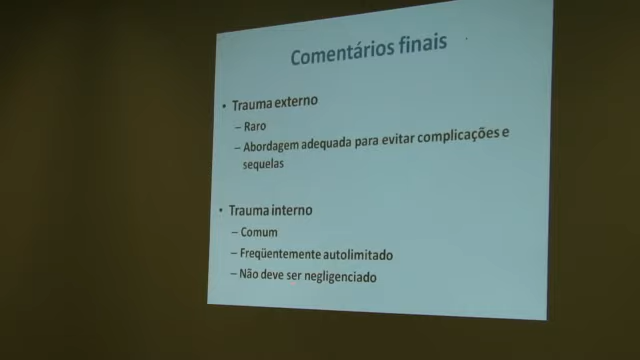 Comentários finais
• Trauma externo
– Raro
– Abordagem adequada para evitar complicações e
sequelas
• Trauma interno
– Comum
– Freqüentemente autolimitado
– Não deve ser negligenciado